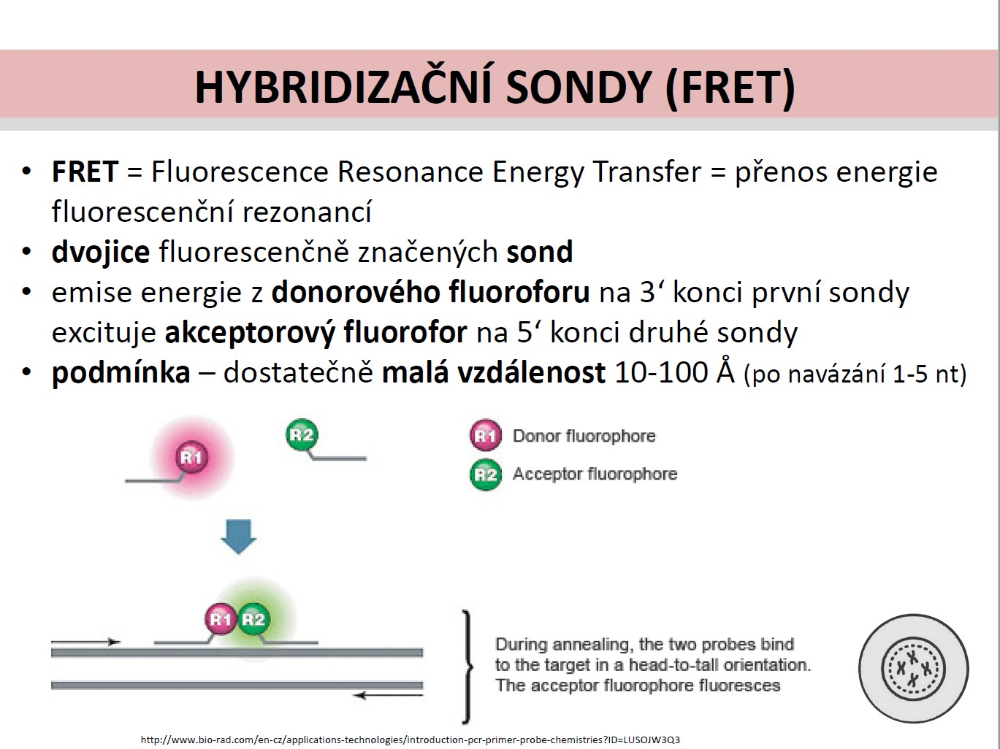 HYBRIDIZAČNÍ SONDY (FRET)
• FRET = Fluorescence Resonance Energy Transfer = přenos energie
fluorescenční rezonancí
• dvojice fluorescenčně značených sond
• emise energie z donorového fluoroforu na 3‘ konci první sondy
excituje akceptorový fluorofor na 5‘ konci druhé sondy
• podmínka – dostatečně malá vzdálenost 10-100 Å (po navázání 1-5 nt)
R1
R2
R1 Donor fluorophore
R2 Acceptor fluorophore
R1 R2
During annealing, the two probes bind
to the target in a head-to-tall orientation.
The acceptor fluorophore fluoresces
http://www.bio-rad.com/en-cz/applications-technologies/introduction-pcr-primer-probe-chemistries?ID=LUSOJW3Q3